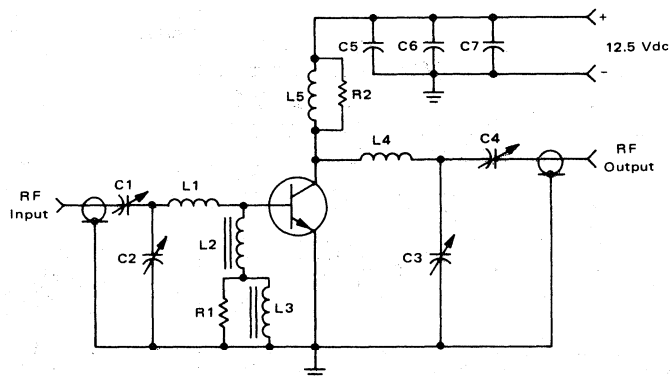 +
C5
C6
C7
12.5 Vdc
-
L5
R2
L4
C4
RF
Output
C1
L1
RF
Input
L2
C2
C3
R1
L3